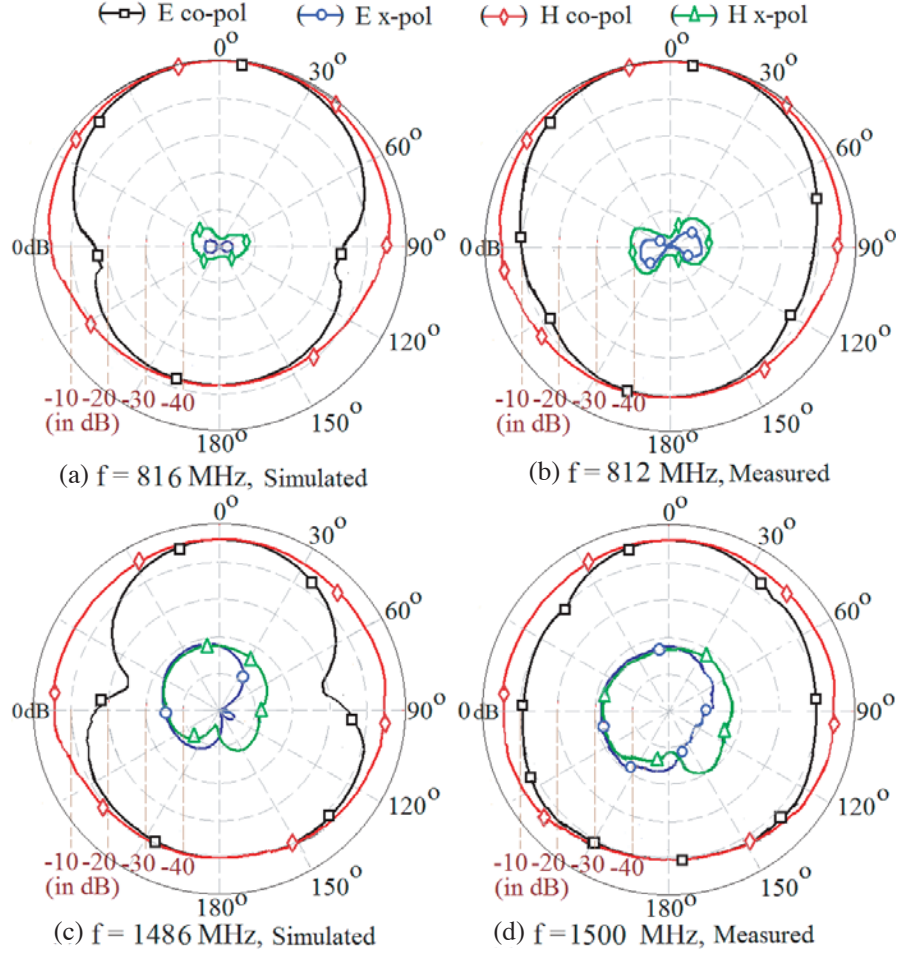 E co-pol E x-pol H co-pol H x-pol
0°
30°
60°
0dB
90°
120°
-10 -20 -30 -40
(in dB)
150°
180°
(a) f = 816 MHz, Simulated
0°
30°
60°
0dB
90°
120°
-10 -20 -30 -40
(in dB)
150°
180°
(b) f = 812 MHz, Measured
0°
30°
60°
0dB
90°
120°
-10 -20 -30 -40
(in dB)
150°
180°
(c) f = 1486 MHz, Simulated
0°
30°
60°
0dB
90°
120°
-10 -20 -30 -40
(in dB)
150°
180°
(d) f = 1500 MHz, Measured